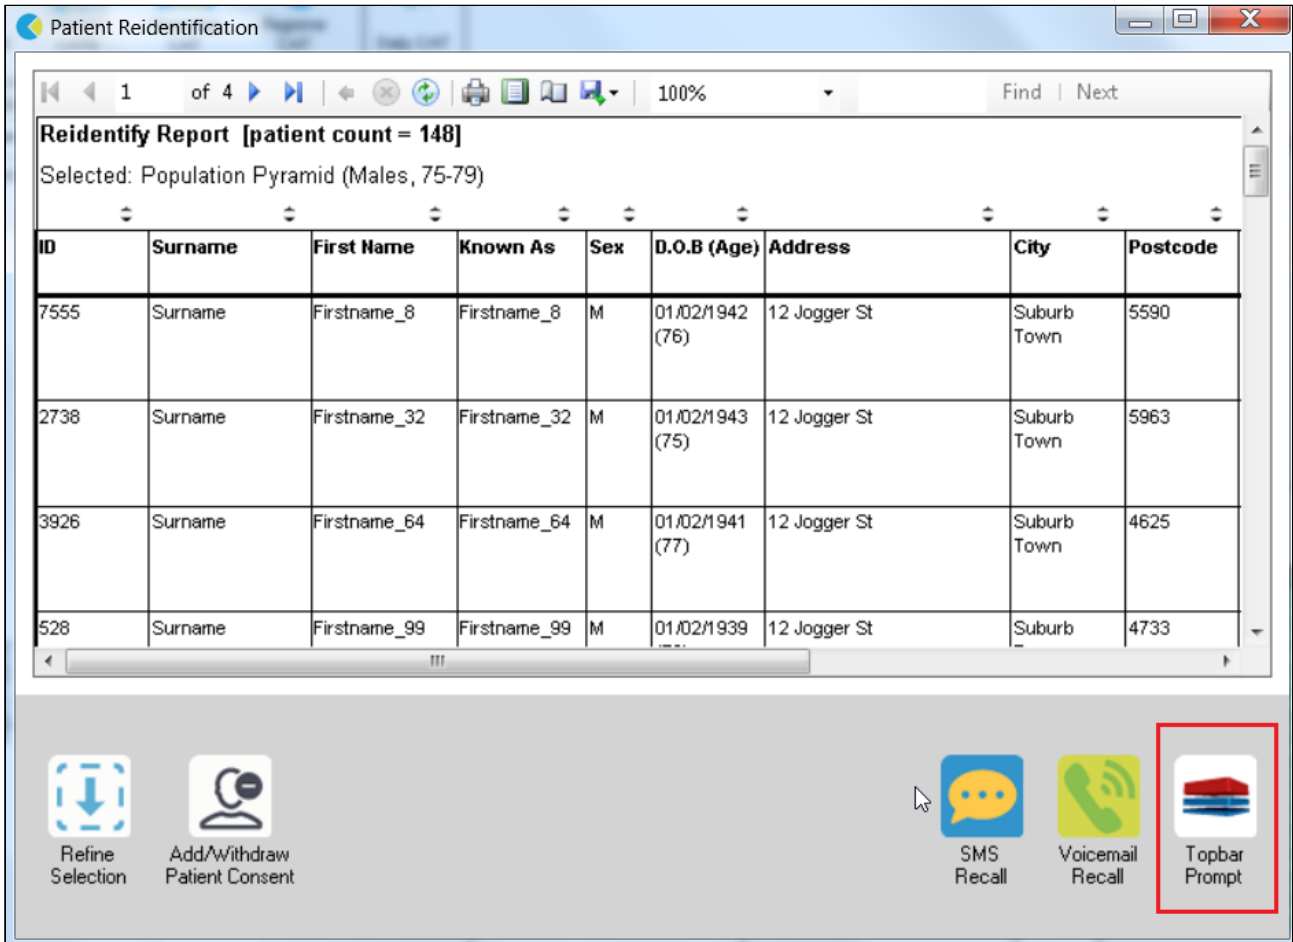 Patient Reidentification
1 of 4 100% Find | Next
Reidentify Report [patient count = 148]
Selected: Population Pyramid (Males, 75-79)
ID Surname First Name Known As Sex D.O.B (Age) Address City Postcode
7555 Surname Firstname_8 Firstname_8 M 01/02/1942 12 Jogger St Suburb 5590
(76) Town
2738 Surname Firstname_32 Firstname_32 M 01/02/1943 12 Jogger St Suburb 5963
(75) Town
3926 Surname Firstname_64 Firstname_64 M 01/02/1941 12 Jogger St Suburb 4625
(77) Town
528 Surname Firstname_99 Firstname_99 M 01/02/1939 12 Jogger St Suburb 4733
Refine Add/Withdraw SMS Voicemail Topbar
Selection Patient Consent Recall Recall Prompt